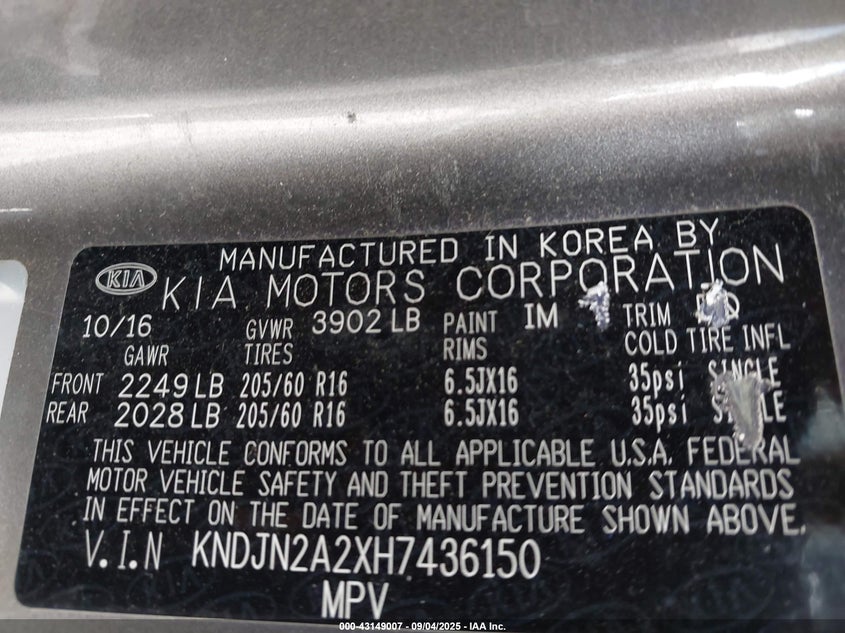 MANUFACTURED IN KOREA BY
KIA KIA MOTORS CORPORATION
10/16 GVWR 3902 LB PAINT IM TRIM
GAWR TIRES RIMS COLD TIRE INFL
FRONT 2249 LB 205/60 R16 6.5JX16 35psi SINGLE
REAR 2028 LB 205/60 R16 6.5JX16 35psi SINGLE
THIS VEHICLE CONFORMS TO ALL APPLICABLE U.S.A. FEDERAL
MOTOR VEHICLE SAFETY AND THEFT PREVENTION STANDARDS
IN EFFECT ON THE DATE OF MANUFACTURE SHOWN ABOVE.
V.I.N KNDJN2A2XH7436150
MPV
000-43149007 - 09/04/2025 - IAA Inc.